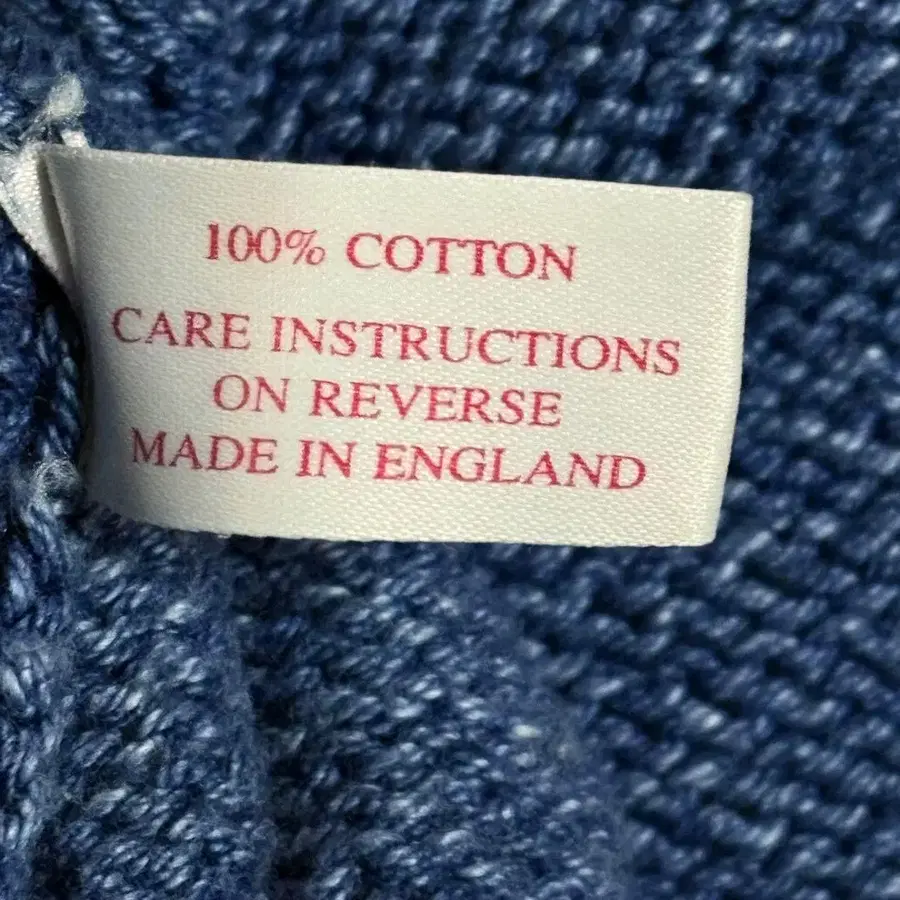 100% COTTON
CARE INSTRUCTIONS
ON REVERSE
MADE IN ENGLAND